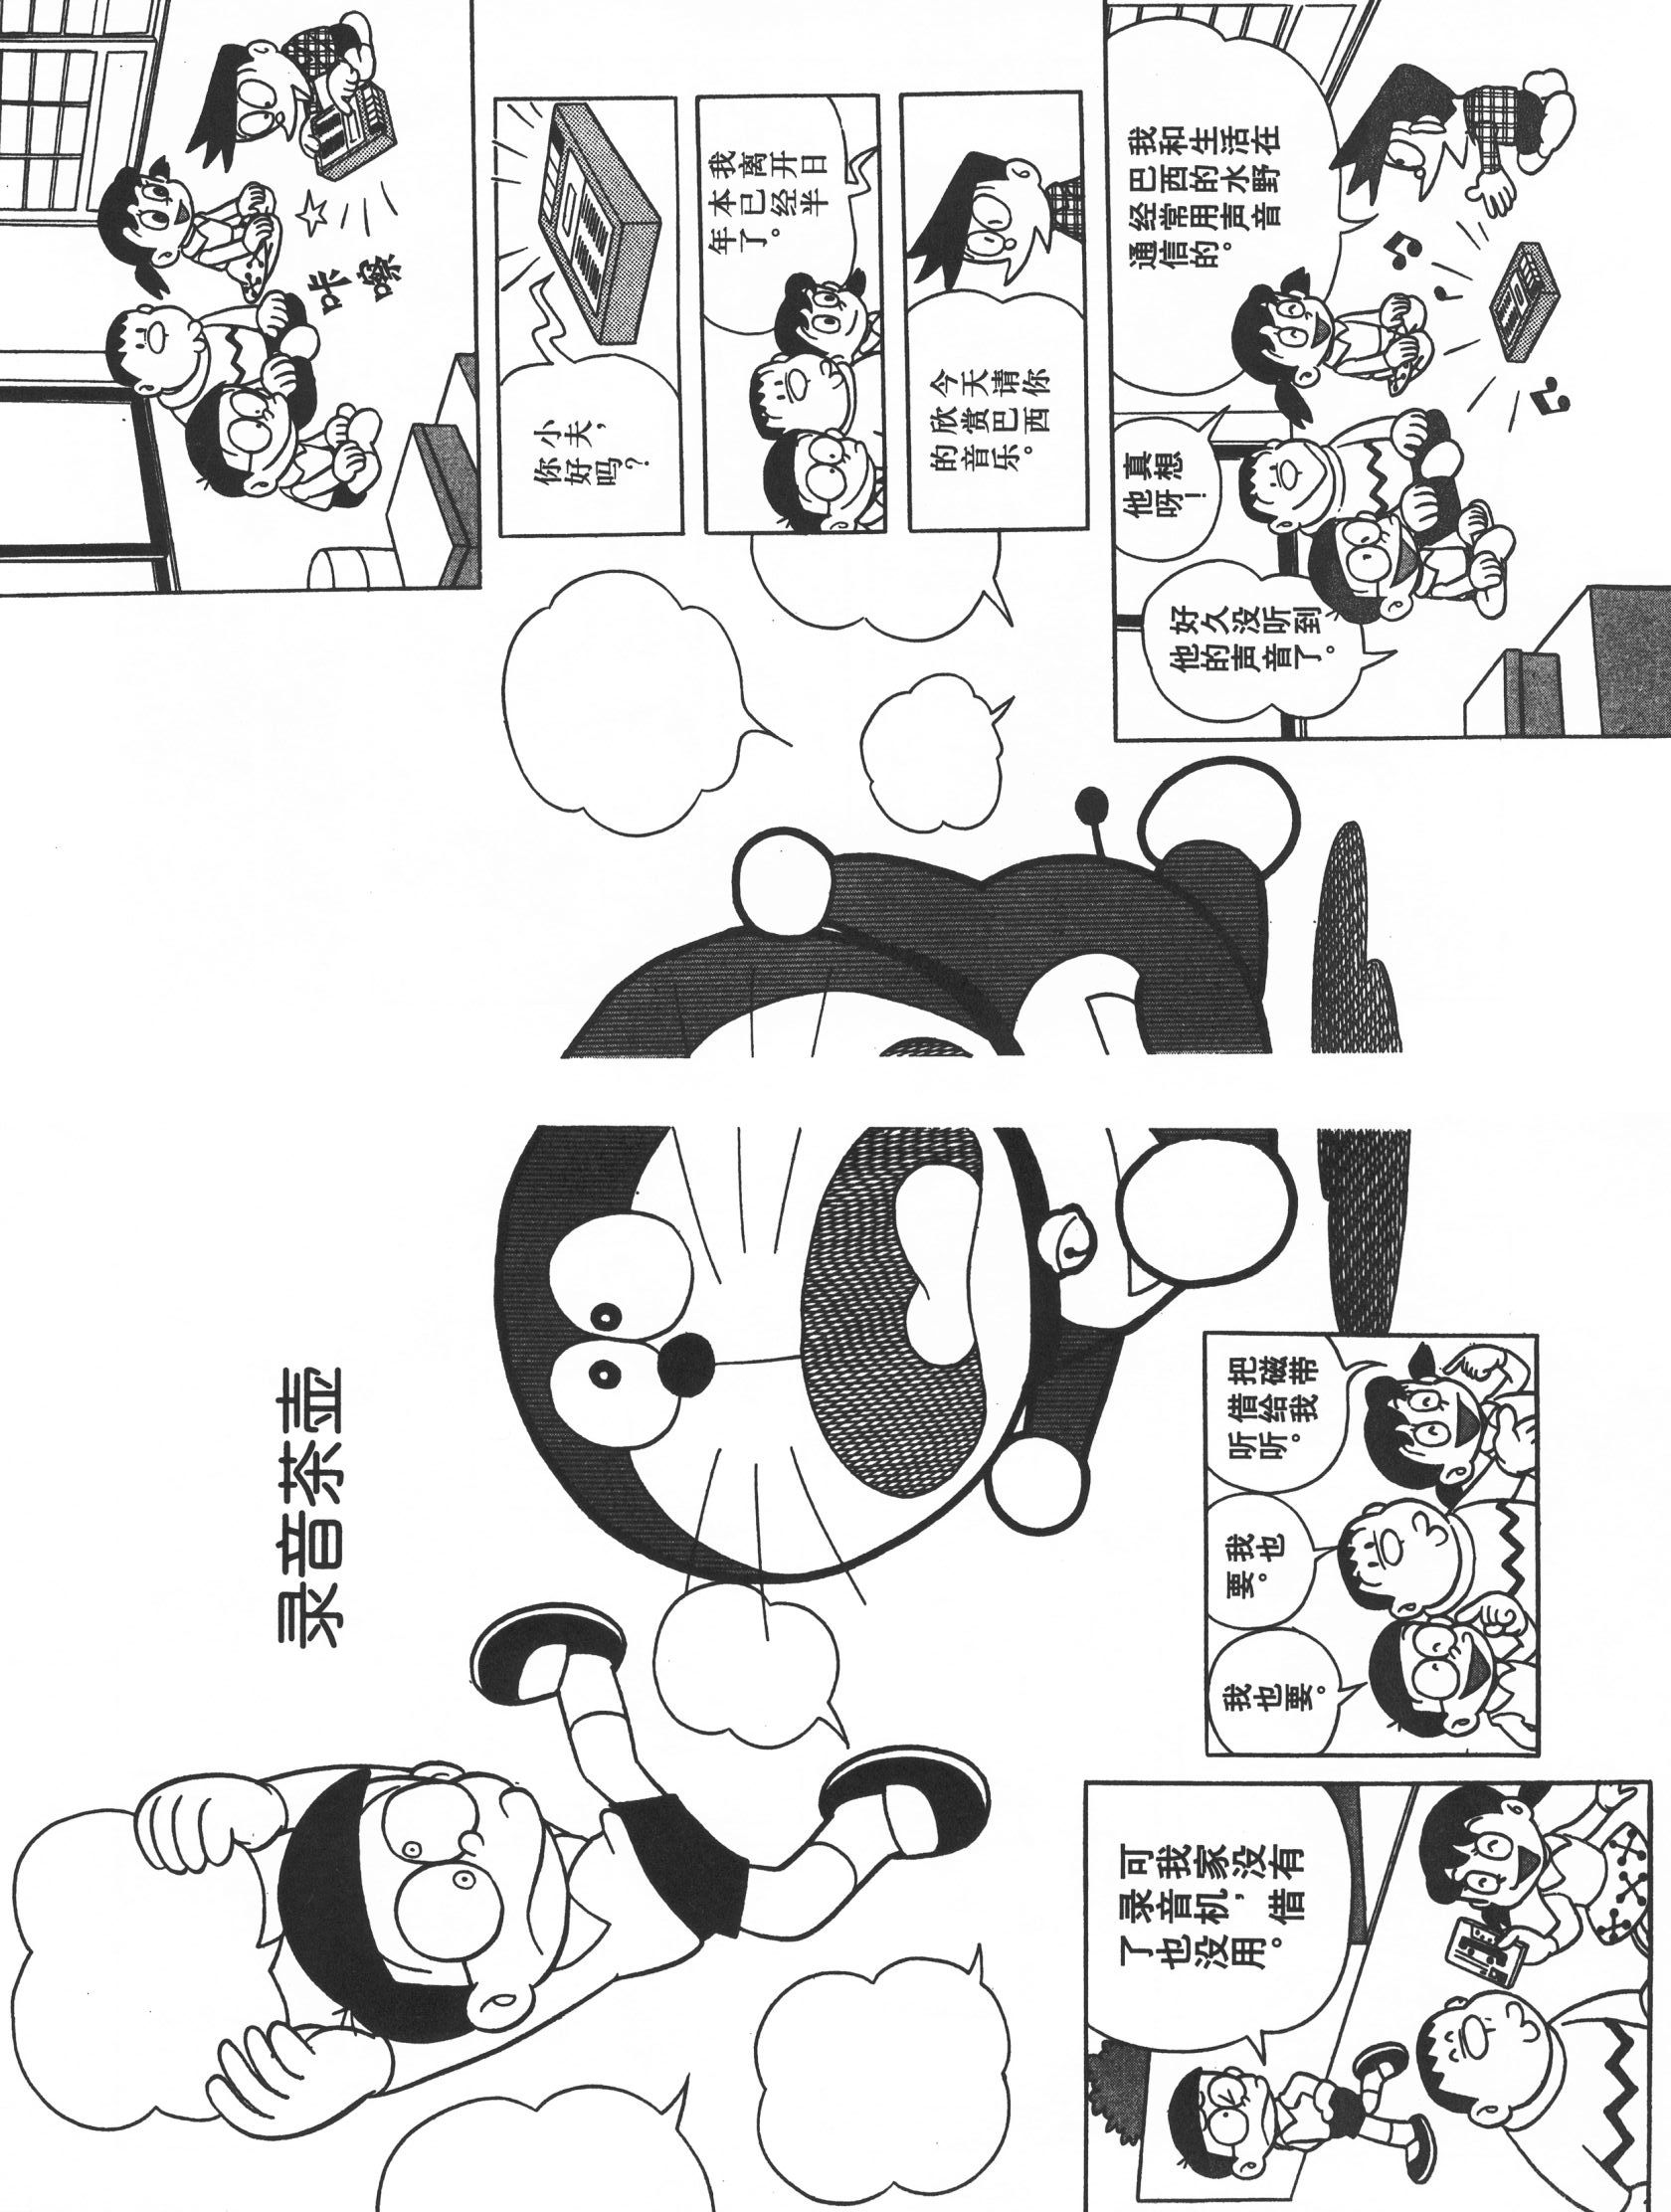 录音茶壶
咔嚓
小夫，
你好吗？
我离开日
本已经半
年了。
今天请你
欣赏巴西
的音乐。
我和生活在
巴西的水野
经常用声音
通信的。
真想
他呀！
好久没听到
他的声音了。
把磁带
借给我
听听。
我也
要。
我也要。
可我家没有
录音机，借
了也没用。